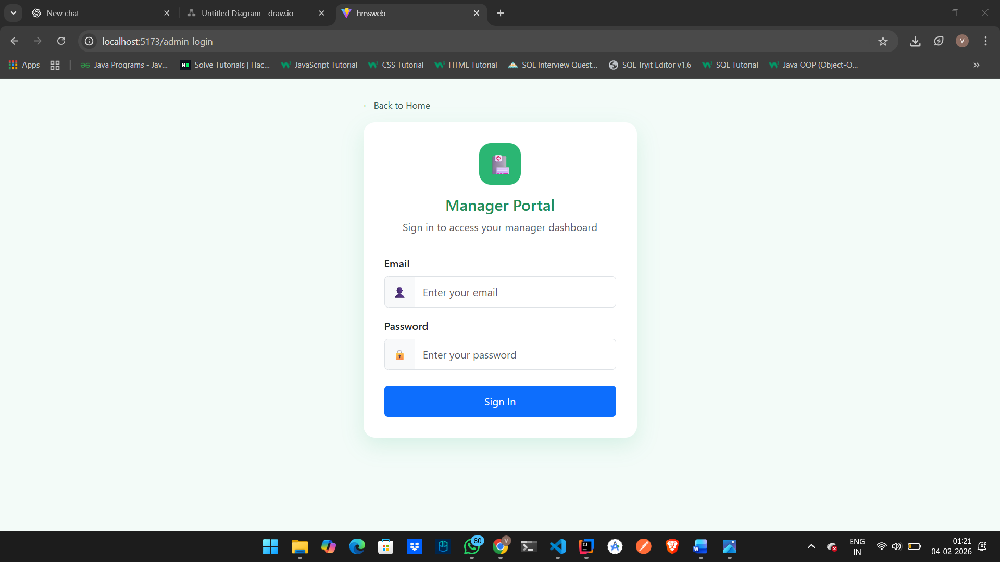 New chat
Untitled Diagram - draw.io
hmsweb
localhost:5173/admin-login
V
Apps
Java Programs - Jav...
Solve Tutorials | Hac...
JavaScript Tutorial
CSS Tutorial
HTML Tutorial
SQL Interview Quest...
SQL Tryit Editor v1.6
SQL Tutorial
Java OOP (Object-O...
← Back to Home
Manager Portal
Sign in to access your manager dashboard
Email
Enter your email
Password
Enter your password
Sign In
80
V
ENG
IN
01:21
04-02-2026